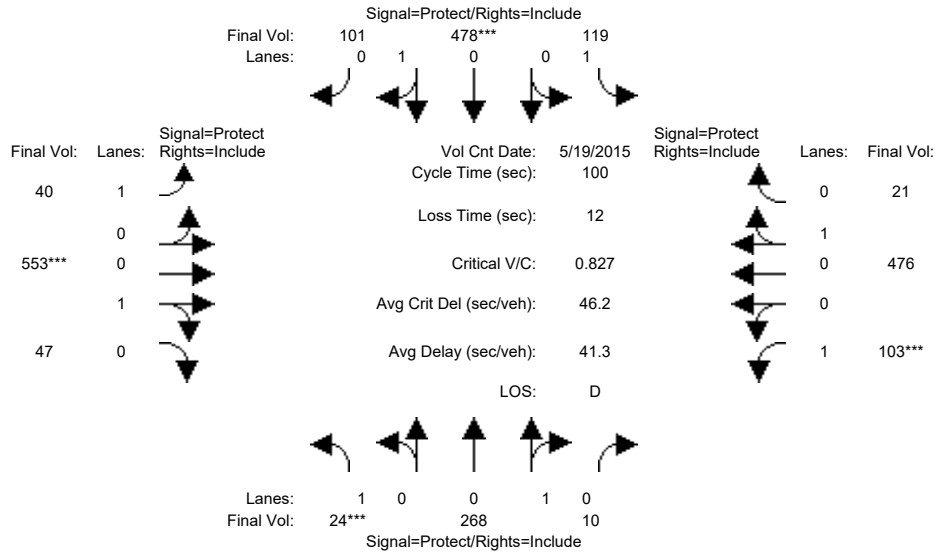 Signal=Protect/Rights=Include
Final Vol: 101 478*** 119
Lanes: 0 1 0 0 1
Signal=Protect Signal=Protect
Final Vol: Lanes: Rights=Include Vol Cnt Date: 5/19/2015 Rights=Include Lanes: Final Vol:
Cycle Time (sec): 100
40 1 0 21
Loss Time (sec): 12
0 1
553*** 0 Critical V/C: 0.827 0 476
1 Avg Crit Del (sec/veh): 46.2 0
47 0 Avg Delay (sec/veh): 41.3 1 103***
LOS: D
Lanes: 1 0 0 1 0
Final Vol: 24*** 268 10
Signal=Protect/Rights=Include